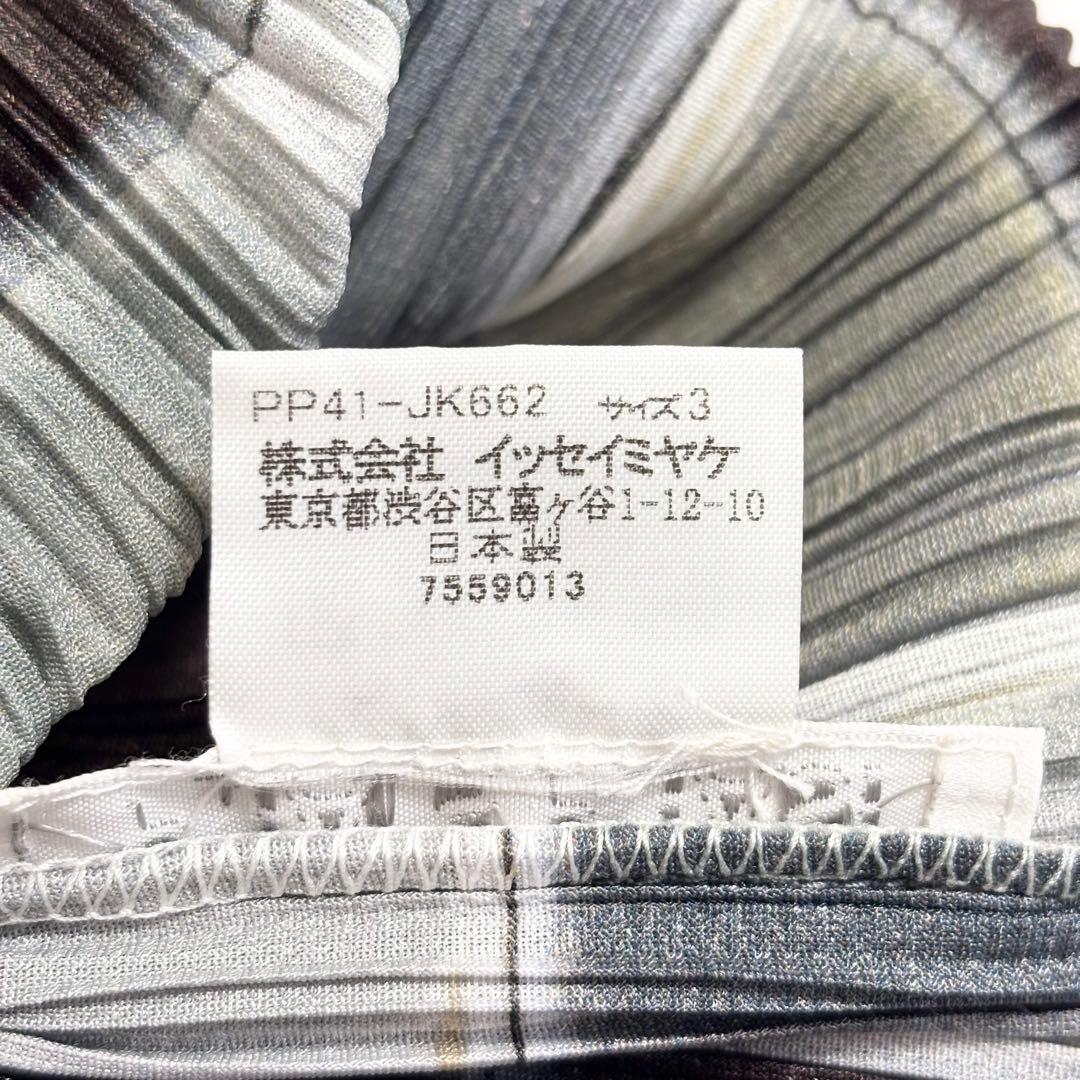 PP41-JK662 サイズ3
株式会社 イッセイミヤケ
東京都渋谷区富ヶ谷1-12-10
日本製
7559013